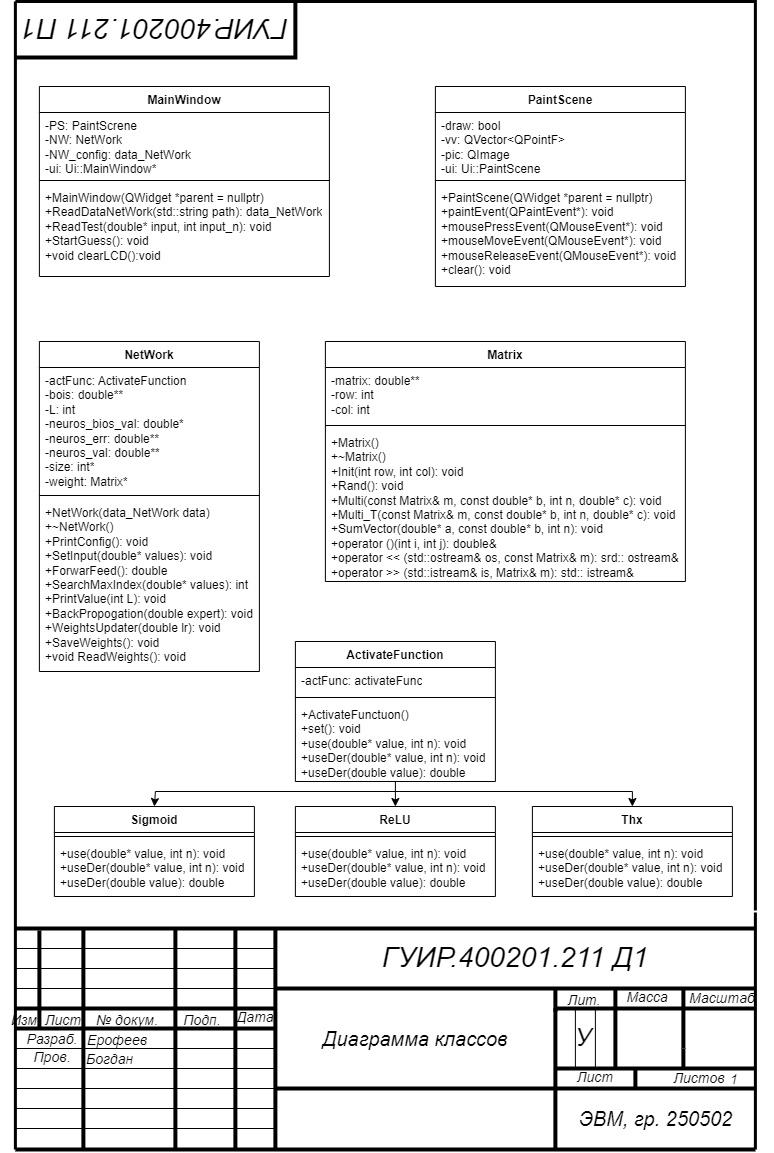 ГУИР.400201.211 П1
MainWindow
-PS: PaintScrene
-NW: NetWork
-NW_config: data_NetWork
-ui: Ui::MainWindow*
+MainWindow(QWidget *parent = nullptr)
+ReadDataNetWork(std::string path): data_NetWork
+ReadTest(double* input, int input_n): void
+StartGuess(): void
+void clearLCD():void
PaintScene
-draw: bool
-vv: QVector<QPointF>
-pic: QImage
-ui: Ui::PaintScene
+PaintScene(QWidget *parent = nullptr)
+paintEvent(QPaintEvent*): void
+mousePressEvent(QMouseEvent*): void
+mouseMoveEvent(QMouseEvent*): void
+mouseReleaseEvent(QMouseEvent*): void
+clear(): void
NetWork
-actFunc: ActivateFunction
-bois: double**
-L: int
-neuros_bios_val: double*
-neuros_err: double**
-neuros_val: double**
-size: int*
-weight: Matrix*
+NetWork(data_NetWork data)
+~NetWork()
+PrintConfig(): void
+SetInput(double* values): void
+ForwarFeed(): double
+SearchMaxIndex(double* values): int
+PrintValue(int L): void
+BackPropogation(double expert): void
+WeightsUpdater(double lr): void
+SaveWeights(): void
+void ReadWeights(): void
Matrix
-matrix: double**
-row: int
-col: int
+Matrix()
+~Matrix()
+Init(int row, int col): void
+Rand(): void
+Multi(const Matrix& m, const double* b, int n, double* c): void
+Multi_T(const Matrix& m, const double* b, int n, double* c): void
+SumVector(double* a, const double* b, int n): void
+operator ()(int i, int j): double&
+operator << (std::ostream& os, const Matrix& m): srd:: ostream&
+operator >> (std::istream& is, Matrix& m): std:: istream&
ActivateFunction
-actFunc: activateFunc
+ActivateFunctuon()
+set(): void
+use(double* value, int n): void
+useDer(double* value, int n): void
+useDer(double value): double
Sigmoid
+use(double* value, int n): void
+useDer(double* value, int n): void
+useDer(double value): double
ReLU
+use(double* value, int n): void
+useDer(double* value, int n): void
+useDer(double value): double
Thx
+use(double* value, int n): void
+useDer(double* value, int n): void
+useDer(double value): double
ГУИР.400201.211 Д1
Изм Лист № докум. Подп. Дата
Разраб. Ерофеев
Пров. Богдан
Диаграмма классов
Лит. Масса Масштаб
У
Лист Листов 1
ЭВМ, гр. 250502